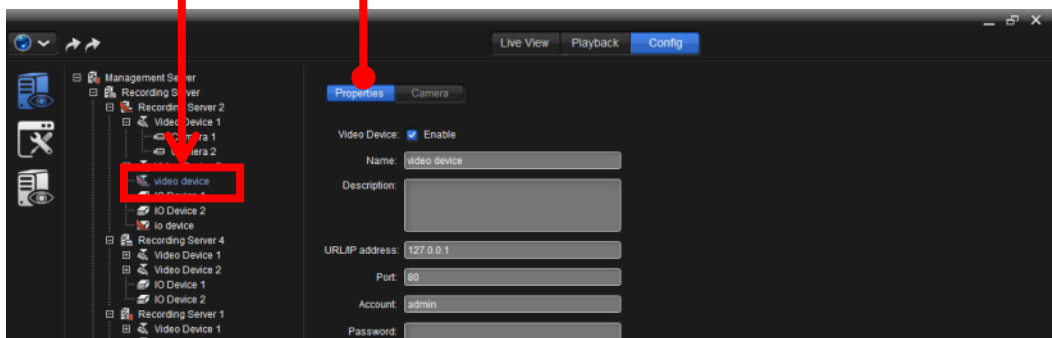 Live View Playback Config
Management Server
Recording Server
Recording Server 2
Video Device 1
Camera 1
Camera 2
video device
IO Device 2
io device
Recording Server 4
Video Device 1
Video Device 2
IO Device 1
IO Device 2
Recording Server 1
Video Device 1
Properties Camera
Video Device: Enable
Name: video device
Description:
URL/IP address: 127.0.0.1
Port: 80
Account: admin
Password: